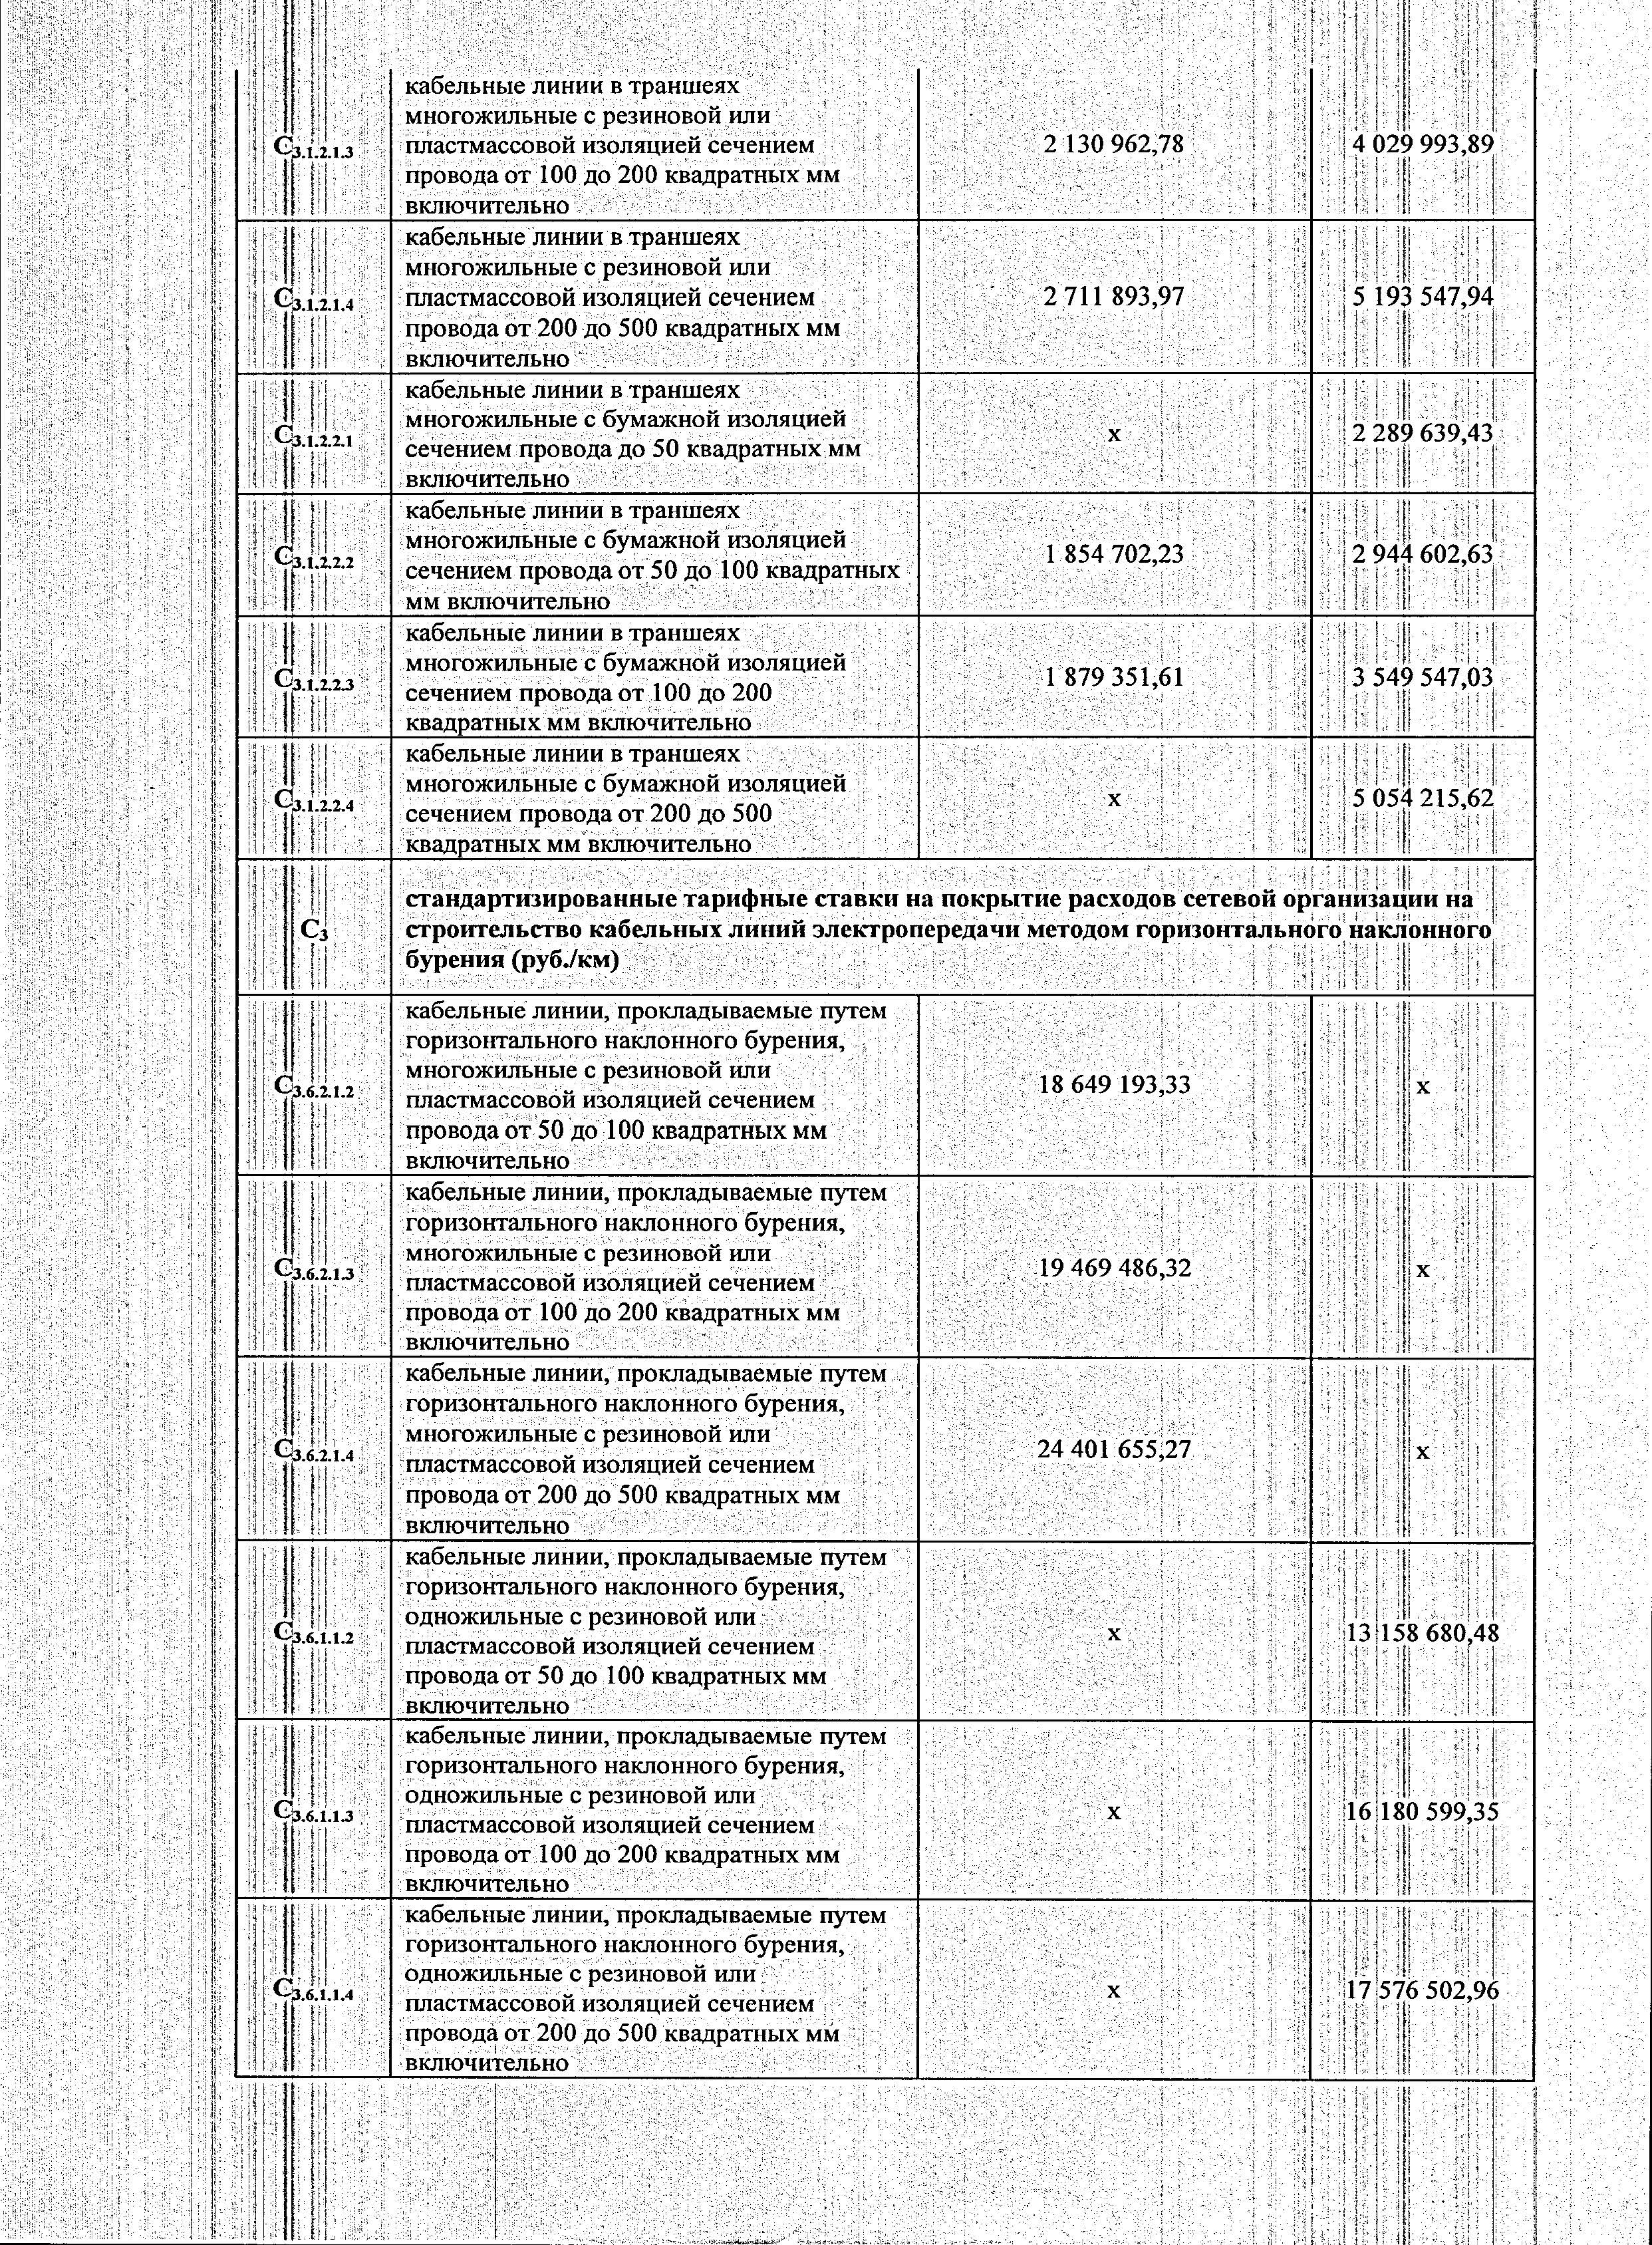 С3.1.2.1.3
кабельные линии в траншеях
многожильные с резиновой или
пластмассовой изоляцией сечением
провода от 100 до 200 квадратных мм
включительно
2 130 962,78
4 029 993,89
С3.1.2.1.4
кабельные линии в траншеях
многожильные с резиновой или
пластмассовой изоляцией сечением
провода от 200 до 500 квадратных мм
включительно
2 711 893,97
5 193 547,94
С3.1.2.2.1
кабельные линии в траншеях
многожильные с бумажной изоляцией
сечением провода до 50 квадратных мм
включительно
х
2 289 639,43
С3.1.2.2.2
кабельные линии в траншеях
многожильные с бумажной изоляцией
сечением провода от 50 до 100 квадратных
мм включительно
1 854 702,23
2 944 602,63
С3.1.2.2.3
кабельные линии в траншеях
многожильные с бумажной изоляцией
сечением провода от 100 до 200
квадратных мм включительно
1 879 351,61
3 549 547,03
С3.1.2.2.4
кабельные линии в траншеях
многожильные с бумажной изоляцией
сечением провода от 200 до 500
квадратных мм включительно
х
5 054 215,62
С3
стандартизированные тарифные ставки на покрытие расходов сетевой организации на
строительство кабельных линий электропередачи методом горизонтального наклонного
бурения (руб./км)
С3.6.2.1.2
кабельные линии, прокладываемые путем
горизонтального наклонного бурения,
многожильные с резиновой или
пластмассовой изоляцией сечением
провода от 50 до 100 квадратных мм
включительно
18 649 193,33
х
С3.6.2.1.3
кабельные линии, прокладываемые путем
горизонтального наклонного бурения,
многожильные с резиновой или
пластмассовой изоляцией сечением
провода от 100 до 200 квадратных мм
включительно
19 469 486,32
х
С3.6.2.1.4
кабельные линии, прокладываемые путем
горизонтального наклонного бурения,
многожильные с резиновой или
пластмассовой изоляцией сечением
провода от 200 до 500 квадратных мм
включительно
24 401 655,27
х
С3.6.1.1.2
кабельные линии, прокладываемые путем
горизонтального наклонного бурения,
одножильные с резиновой или
пластмассовой изоляцией сечением
провода от 50 до 100 квадратных мм
включительно
х
13 158 680,48
С3.6.1.1.3
кабельные линии, прокладываемые путем
горизонтального наклонного бурения,
одножильные с резиновой или
пластмассовой изоляцией сечением
провода от 100 до 200 квадратных мм
включительно
х
16 180 599,35
С3.6.1.1.4
кабельные линии, прокладываемые путем
горизонтального наклонного бурения,
одножильные с резиновой или
пластмассовой изоляцией сечением
провода от 200 до 500 квадратных мм
включительно
х
17 576 502,96